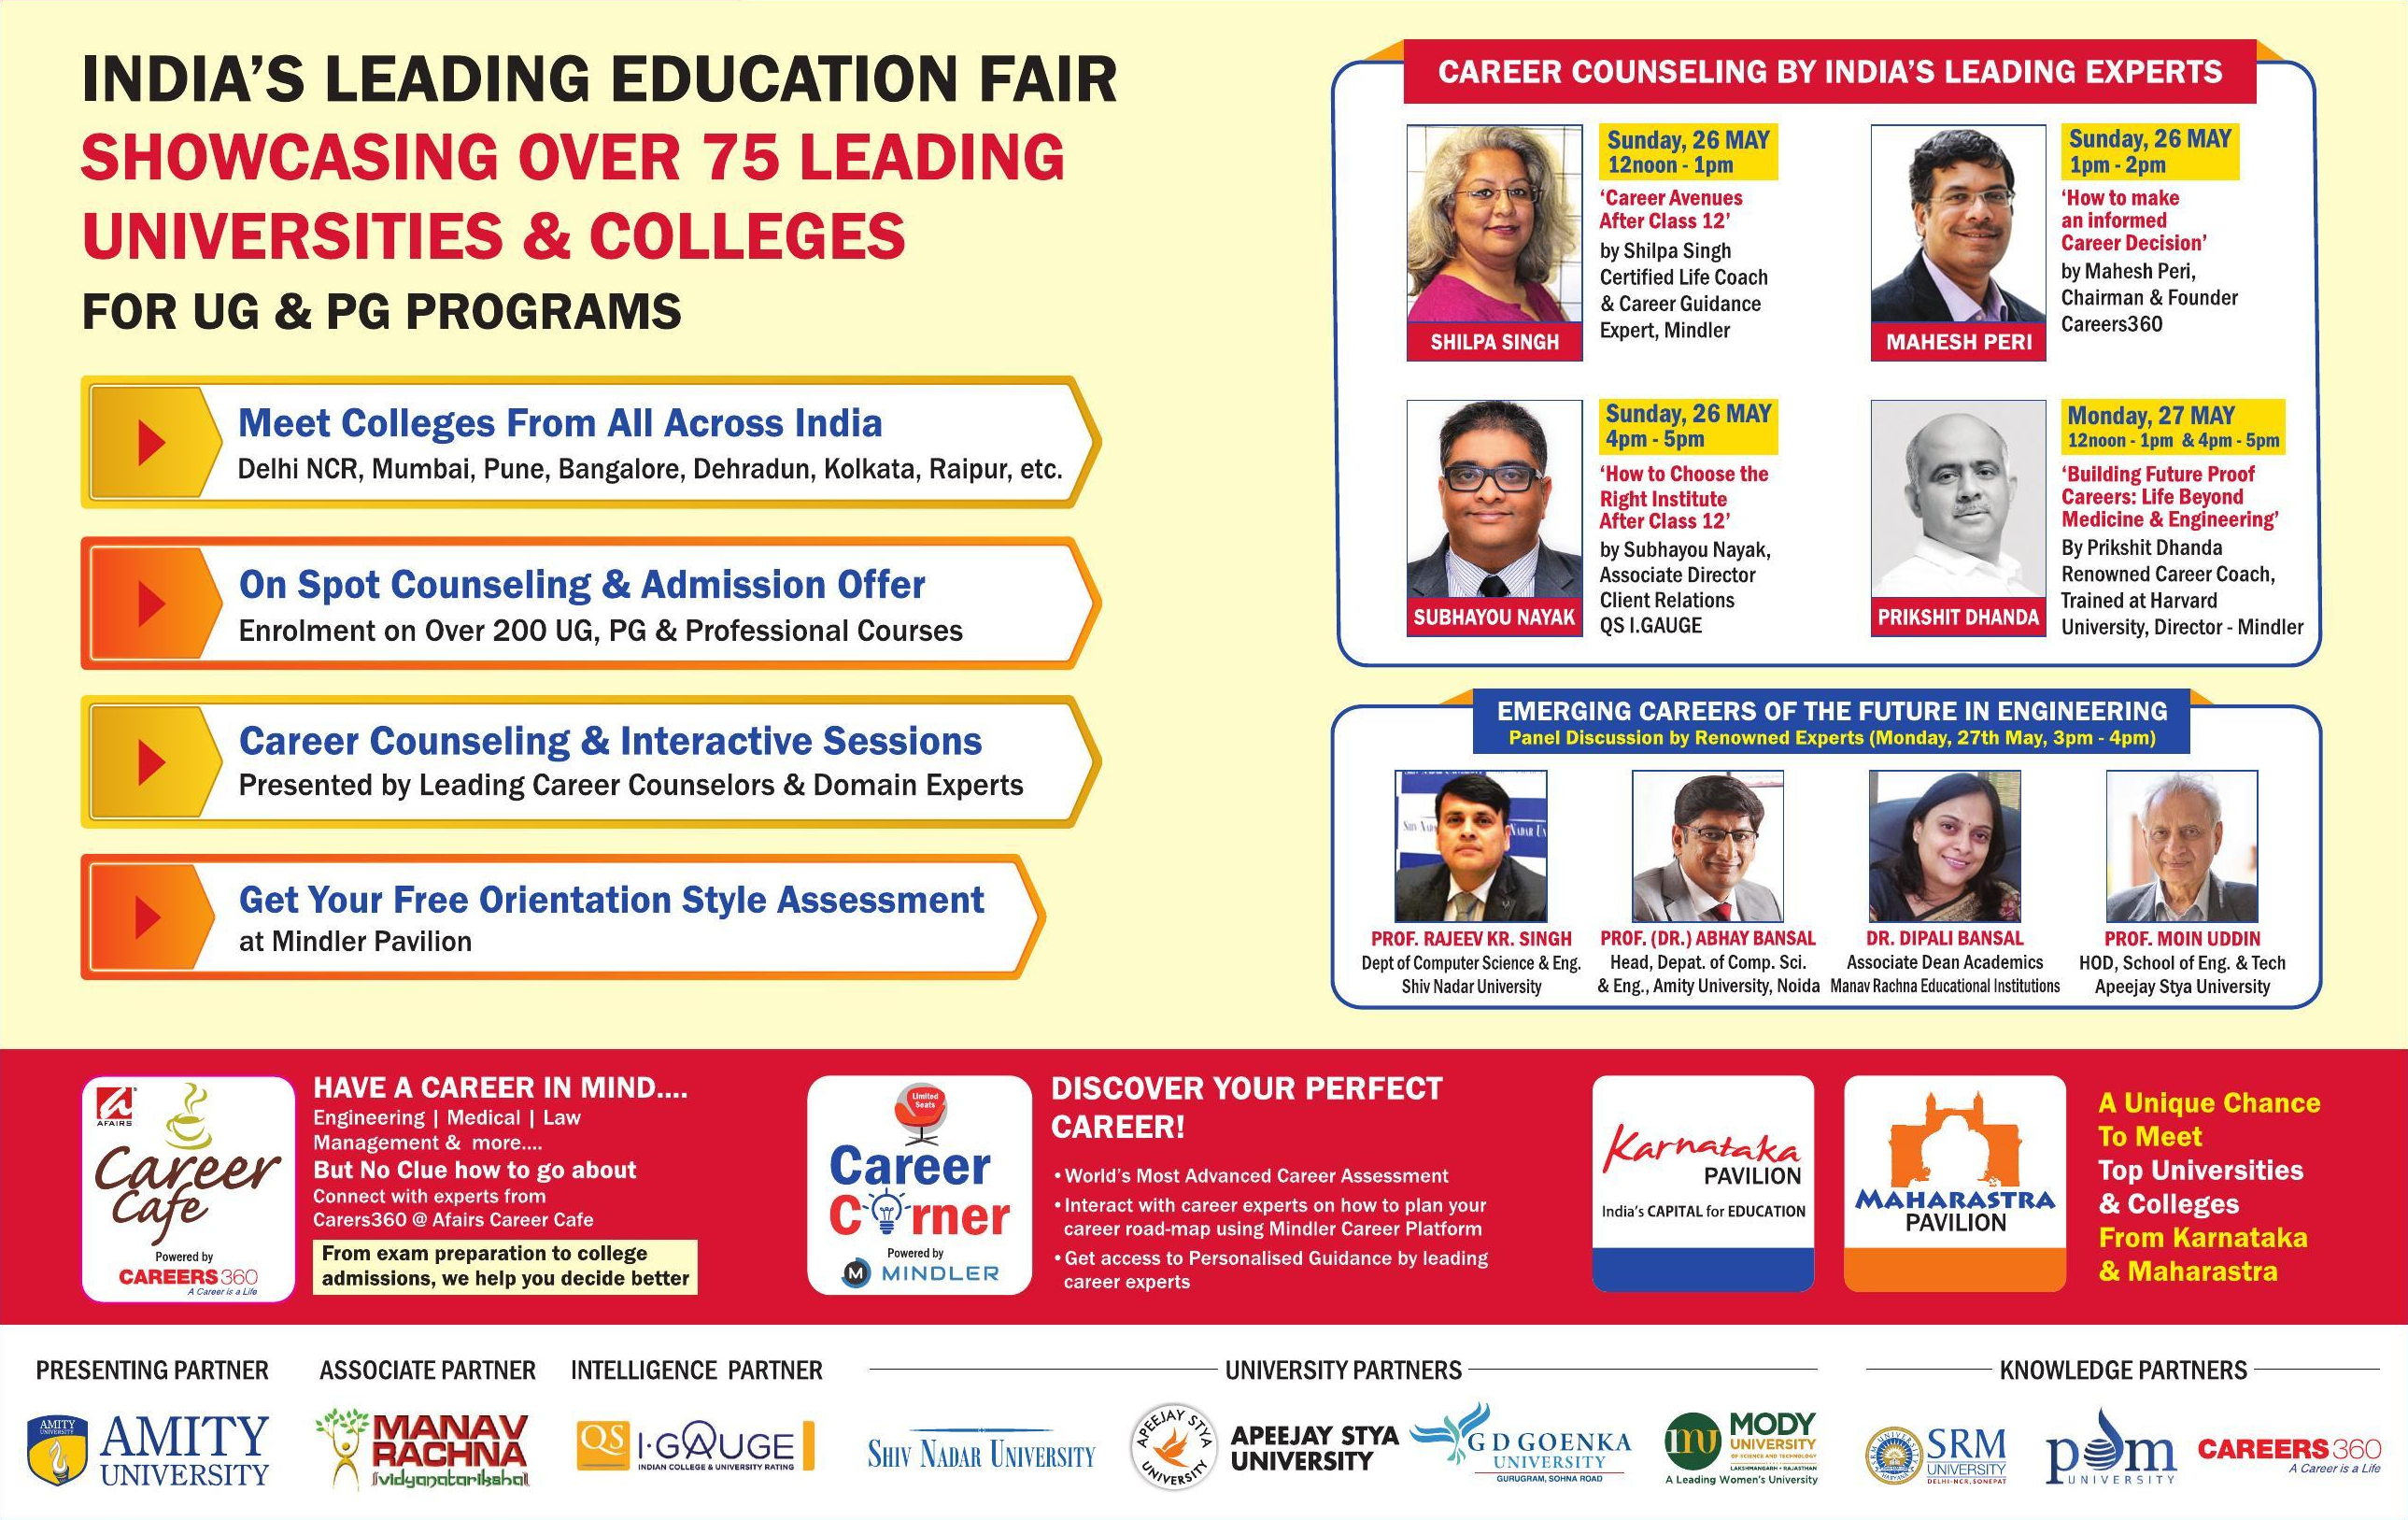 INDIA'S LEADING EDUCATION FAIR
SHOWCASING OVER 75 LEADING
UNIVERSITIES & COLLEGES
FOR UG & PG PROGRAMS
Meet Colleges From All Across India
Delhi NCR, Mumbai, Pune, Bangalore, Dehradun, Kolkata, Raipur, etc.
On Spot Counseling & Admission Offer
Enrolment on Over 200 UG, PG & Professional Courses
Career Counseling & Interactive Sessions
Presented by Leading Career Counselors & Domain Experts
Get Your Free Orientation Style Assessment
at Mindler Pavilion
CAREER COUNSELING BY INDIA'S LEADING EXPERTS
SHILPA SINGH
Sunday, 26 MAY
12noon - 1pm
'Career Avenues
After Class 12'
by Shilpa Singh
Certified Life Coach
& Career Guidance
Expert, Mindler
MAHESH PERI
Sunday, 26 MAY
1pm - 2pm
'How to make
an informed
Career Decision'
by Mahesh Peri,
Chairman & Founder
Careers360
SUBHAYOU NAYAK
Sunday, 26 MAY
4pm - 5pm
'How to Choose the
Right Institute
After Class 12'
by Subhayou Nayak,
Associate Director
Client Relations
QS I.GAUGE
PRIKSHIT DHANDA
Monday, 27 MAY
12noon - 1pm & 4pm - 5pm
'Building Future Proof
Careers: Life Beyond
Medicine & Engineering'
By Prikshit Dhanda
Renowned Career Coach,
Trained at Harvard
University, Director - Mindler
EMERGING CAREERS OF THE FUTURE IN ENGINEERING
Panel Discussion by Renowned Experts (Monday, 27th May, 3pm - 4pm)
PROF. RAJEEV KR. SINGH
Dept of Computer Science & Eng.
Shiv Nadar University
PROF. (DR.) ABHAY BANSAL
Head, Depat. of Comp. Sci.
& Eng., Amity University, Noida
DR. DIPALI BANSAL
Associate Dean Academics
Manav Rachna Educational Institutions
PROF. MOIN UDDIN
HOD, School of Eng. & Tech
Apeejay Stya University
AFAIRS
Career
Cafe
Powered by
CAREERS360
A Career is a Life
HAVE A CAREER IN MIND....
Engineering | Medical | Law
Management & more....
But No Clue how to go about
Connect with experts from
Carers360 @ Afairs Career Cafe
From exam preparation to college
admissions, we help you decide better
Limited
Seats
Career
Corner
Powered by
M MINDLER
DISCOVER YOUR PERFECT
CAREER!
• World's Most Advanced Career Assessment
• Interact with career experts on how to plan your
career road-map using Mindler Career Platform
• Get access to Personalised Guidance by leading
career experts
Karnataka
PAVILION
India's CAPITAL for EDUCATION
MAHARASTRA
PAVILION
A Unique Chance
To Meet
Top Universities
& Colleges
From Karnataka
& Maharastra
PRESENTING PARTNER
AMITY
UNIVERSITY
AMITY
UNIVERSITY
ASSOCIATE PARTNER
MANAV
RACHNA
vidyanatariksha
INTELLIGENCE PARTNER
QS I·GAUGE
INDIAN COLLEGE & UNIVERSITY RATING
UNIVERSITY PARTNERS
SHIV NADAR UNIVERSITY
APEEJAY STYA UNIVERSITY
APEEJAY STYA
UNIVERSITY
G D GOENKA
UNIVERSITY
GURUGRAM, SOHNA ROAD
mu MODY
UNIVERSITY
OF SCIENCE AND TECHNOLOGY
LAKSHMANGARH • RAJASTHAN
A Leading Women's University
KNOWLEDGE PARTNERS
SRM
UNIVERSITY
DELHI-NCR, SONEPAT
pdm
UNIVERSITY
CAREERS360
A Career is a Life